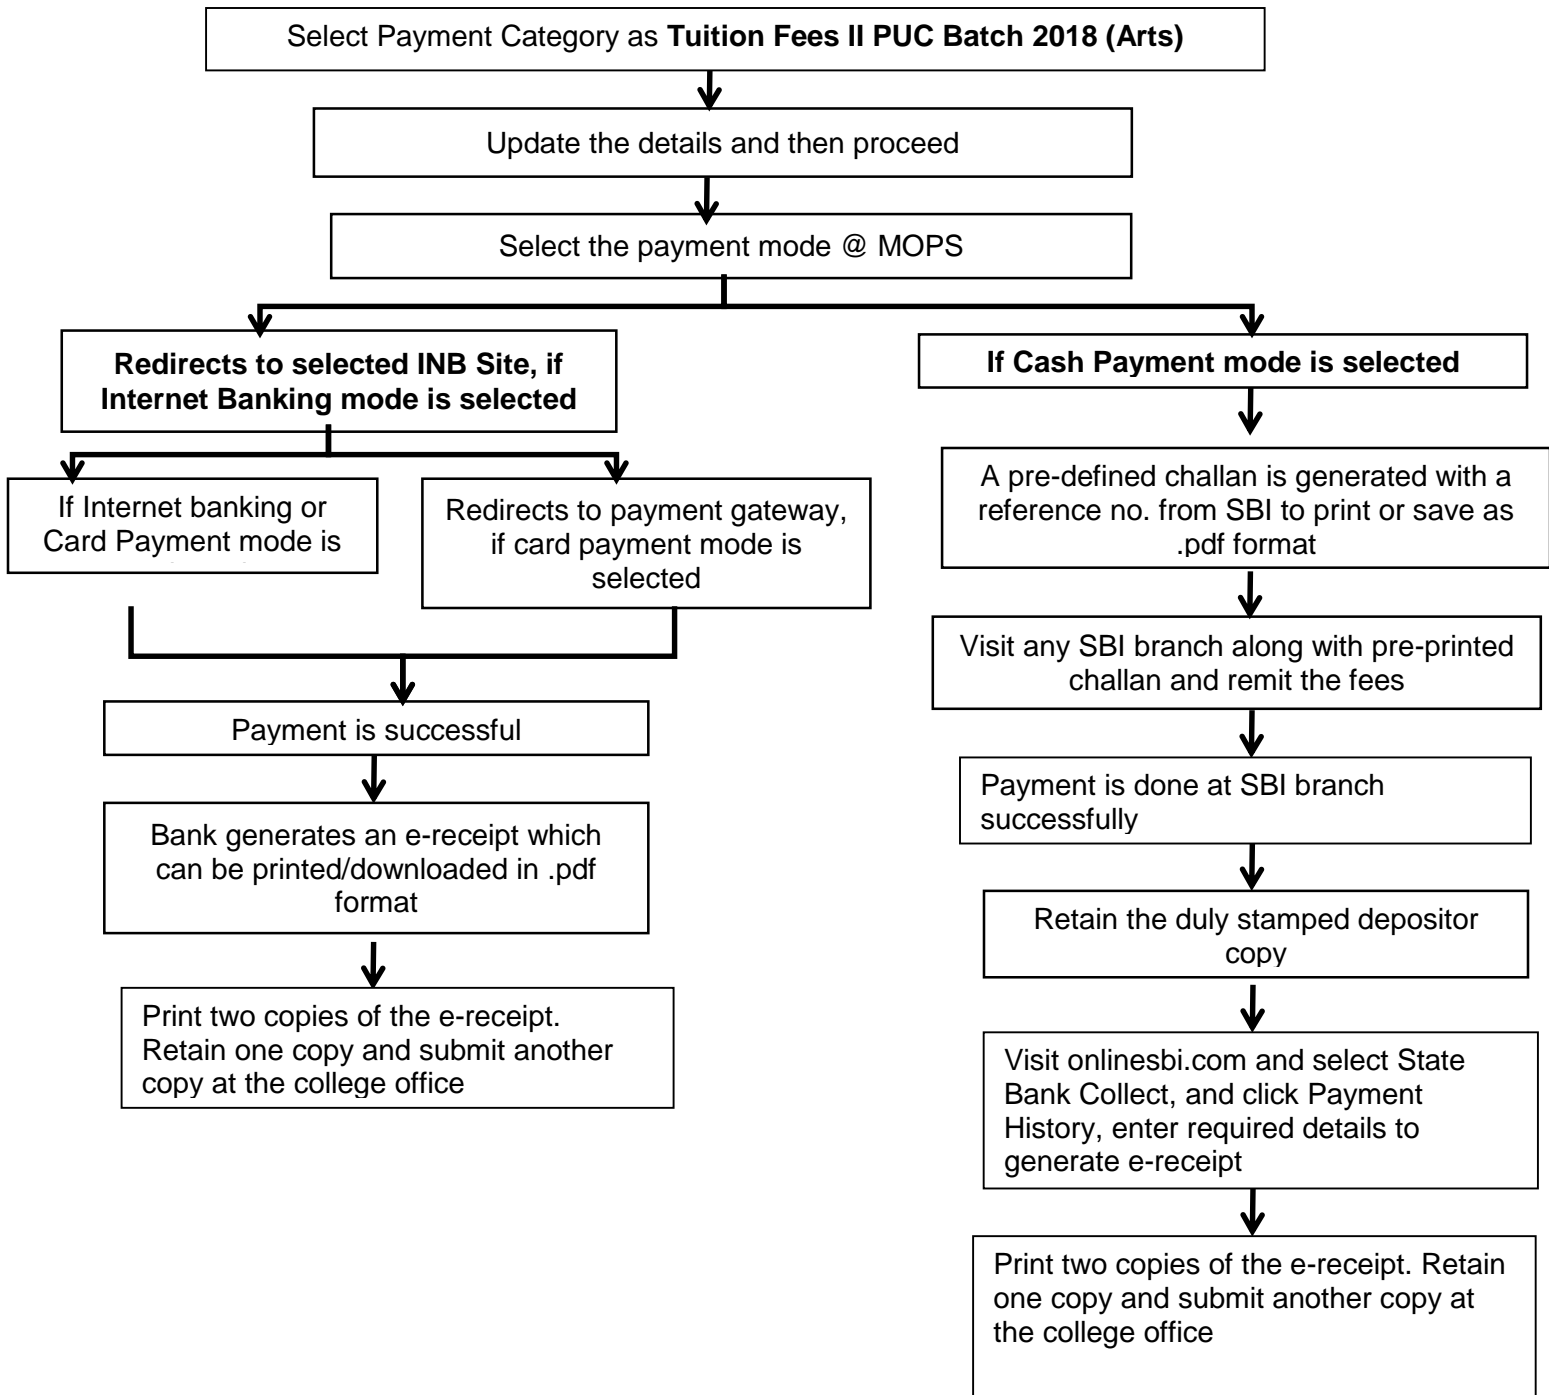 Select Payment Category as Tuition Fees II PUC Batch 2018 (Arts)
Update the details and then proceed
Select the payment mode @ MOPS
Redirects to selected INB Site, if
Internet Banking mode is selected
If Internet banking or
Card Payment mode is
Redirects to payment gateway,
if card payment mode is
selected
Payment is successful
Bank generates an e-receipt which
can be printed/downloaded in .pdf
format
Print two copies of the e-receipt.
Retain one copy and submit another
copy at the college office
If Cash Payment mode is selected
A pre-defined challan is generated with a
reference no. from SBI to print or save as
.pdf format
Visit any SBI branch along with pre-printed
challan and remit the fees
Payment is done at SBI branch
successfully
Retain the duly stamped depositor
copy
Visit onlinesbi.com and select State
Bank Collect, and click Payment
History, enter required details to
generate e-receipt
Print two copies of the e-receipt. Retain
one copy and submit another copy at
the college office